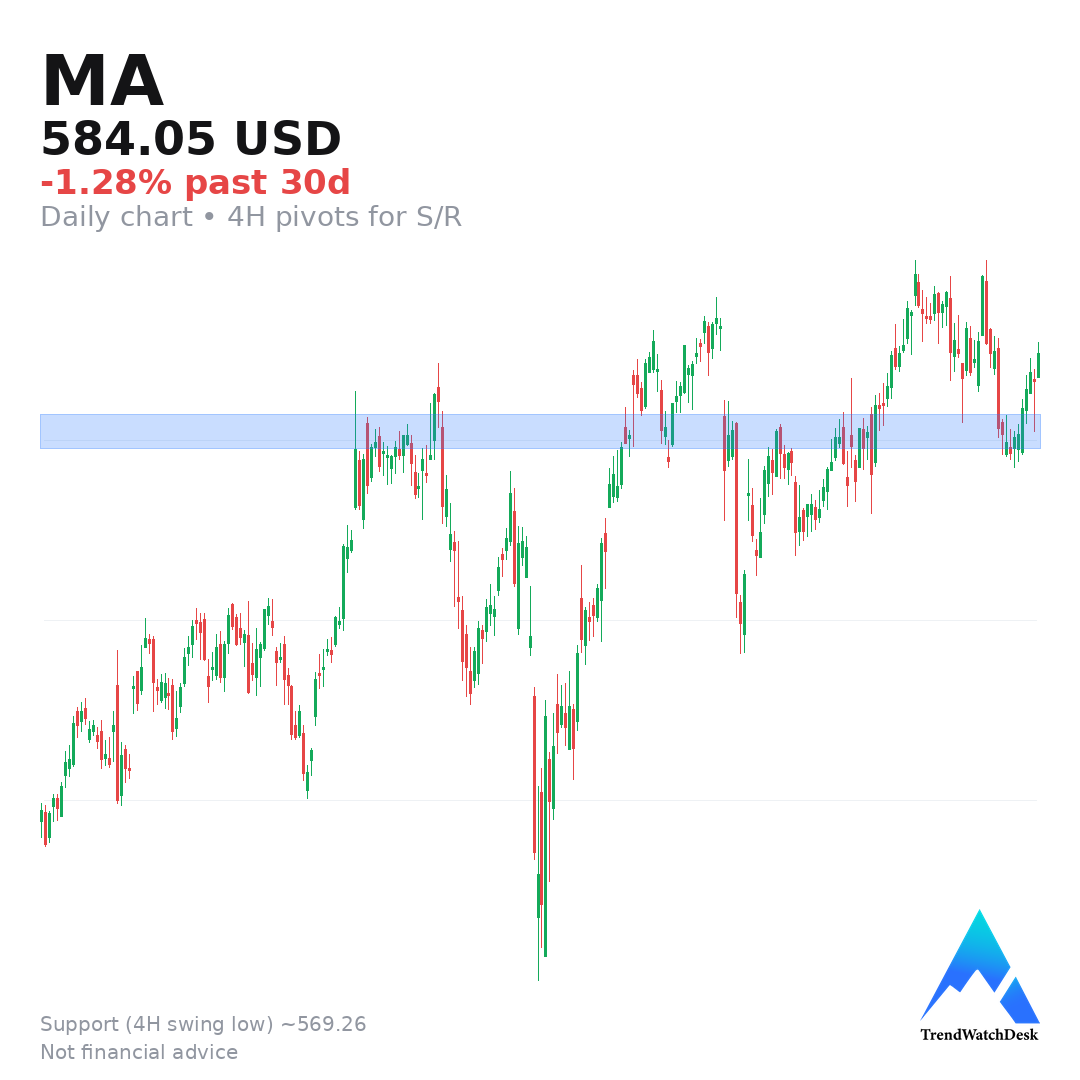 MA
584.05 USD
-1.28% past 30d
Daily chart • 4H pivots for S/R
Support (4H swing low) ~569.26
Not financial advice
TrendWatchDesk